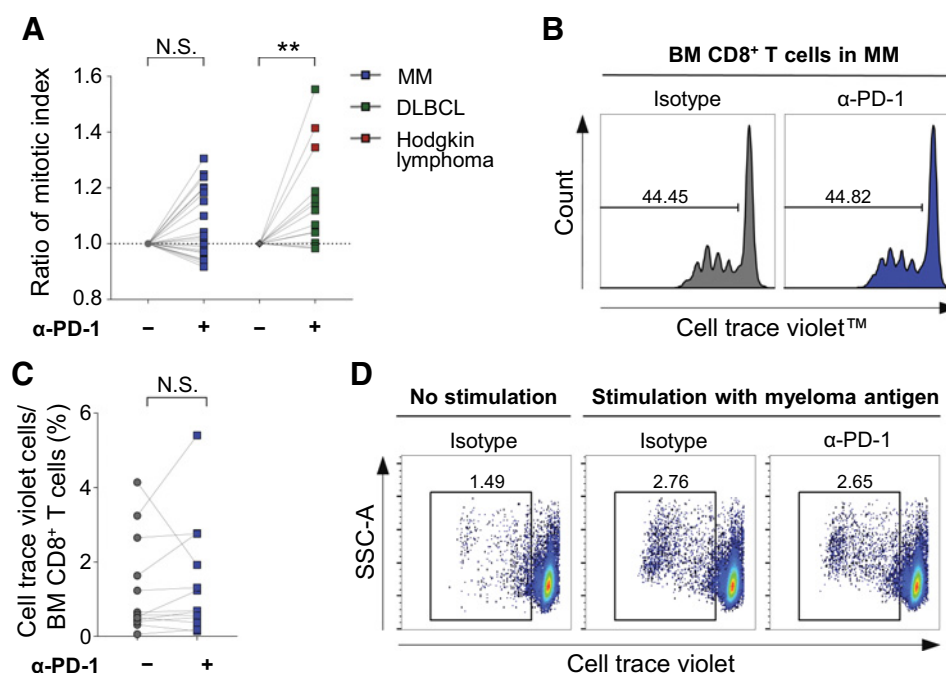 A
N.S.
**
Ratio of mitotic index
1.6
1.4
1.2
1.0
0.8
α-PD-1
– + – +
MM
DLBCL
Hodgkin
lymphoma
B
BM CD8⁺ T cells in MM
Isotype
α-PD-1
Count
44.45
44.82
Cell trace violet™
C
N.S.
Cell trace violet cells/
BM CD8⁺ T cells (%)
6
4
2
0
α-PD-1
– +
D
No stimulation
Stimulation with myeloma antigen
Isotype
Isotype
α-PD-1
SSC-A
1.49
2.76
2.65
Cell trace violet